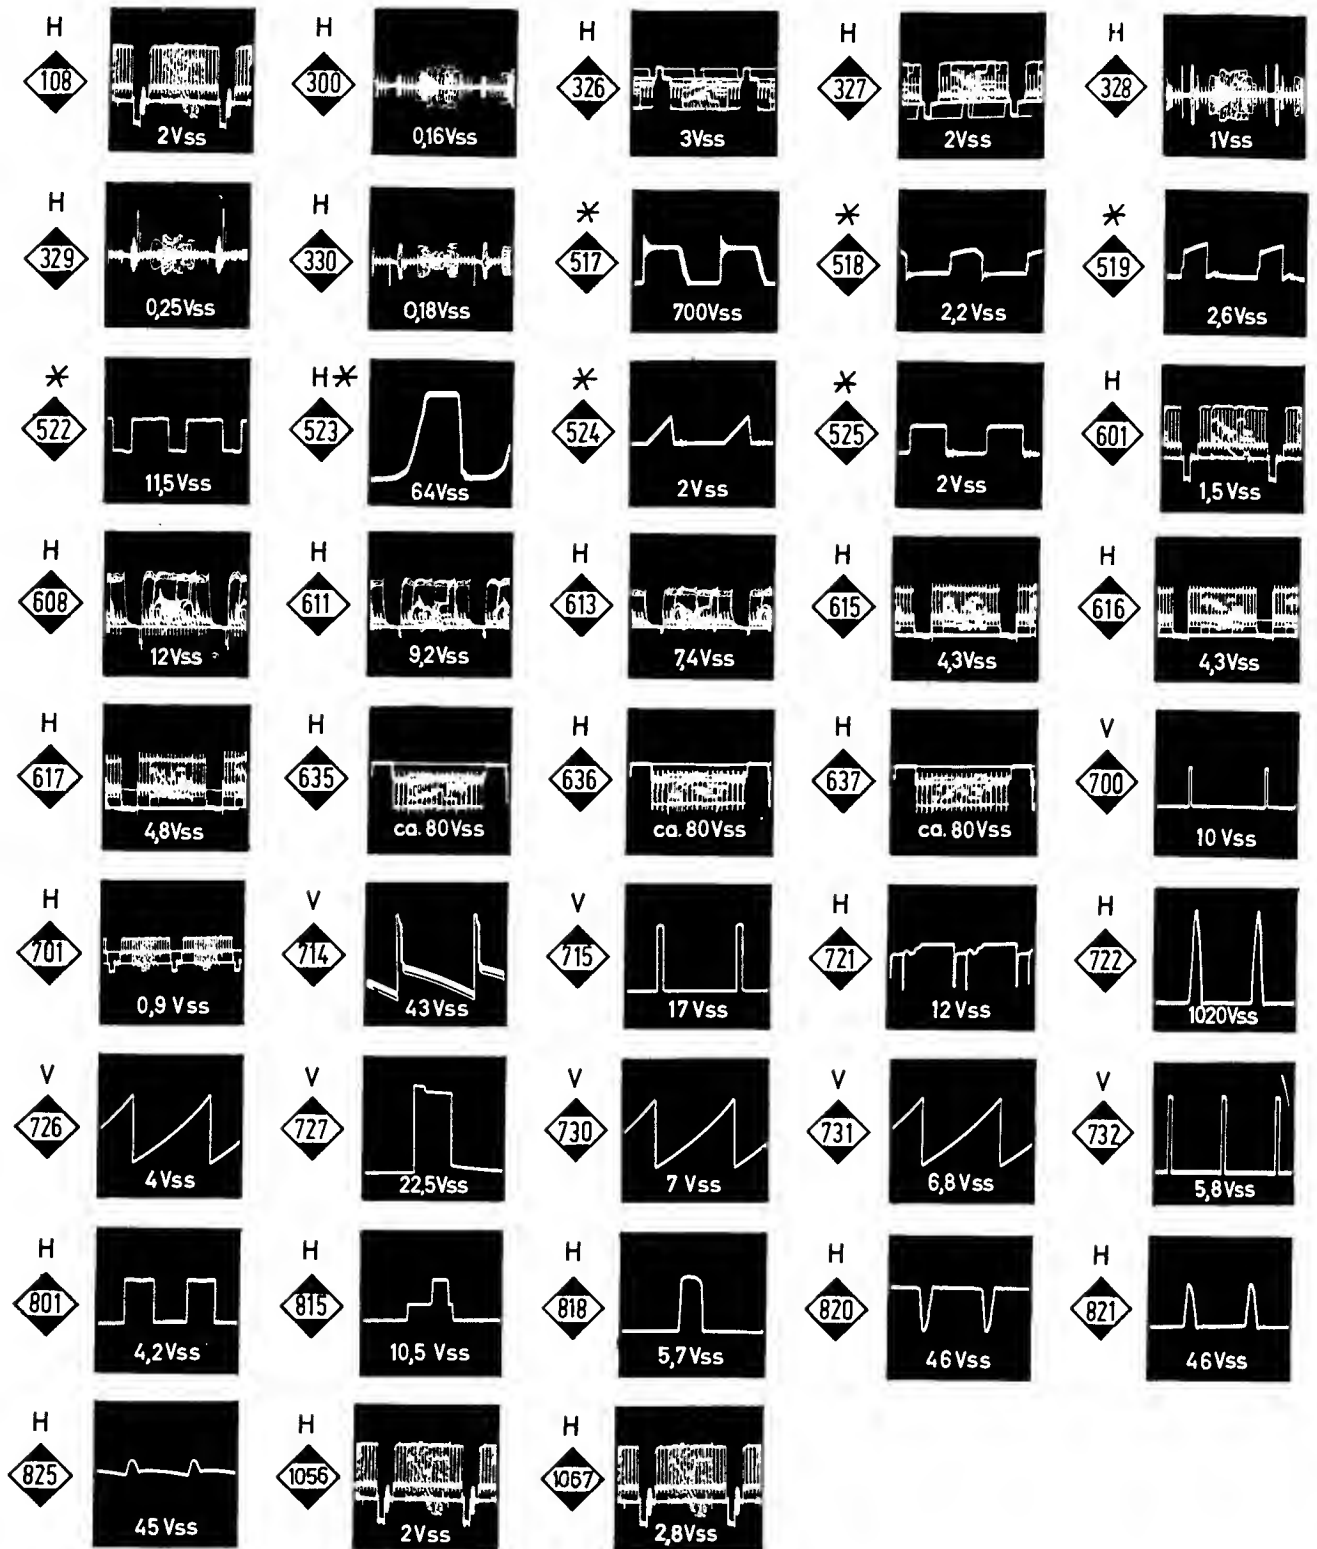 H H H H H
108 300 326 327 328
2Vss 0,16Vss 3Vss 2Vss 1Vss
H H * * *
329 330 517 518 519
0,25Vss 0,18Vss 700Vss 2,2Vss 2,6Vss
* H* * * H
522 523 524 525 601
11,5Vss 64Vss 2Vss 2Vss 1,5Vss
H H H H H
608 611 613 615 616
12Vss 9,2Vss 7,4Vss 4,3Vss 4,3Vss
H H H H V
617 635 636 637 700
4,8Vss ca. 80Vss ca. 80Vss ca. 80Vss 10 Vss
H V V H H
701 714 715 721 722
0,9 Vss 43Vss 17 Vss 12 Vss 1020Vss
V V V V V
726 727 730 731 732
4Vss 22,5Vss 7 Vss 6,8Vss 5,8Vss
H H H H H
801 815 818 820 821
4,2Vss 10,5 Vss 5,7Vss 46Vss 46Vss
H H H
825 1056 1067
45 Vss 2Vss 2,8Vss